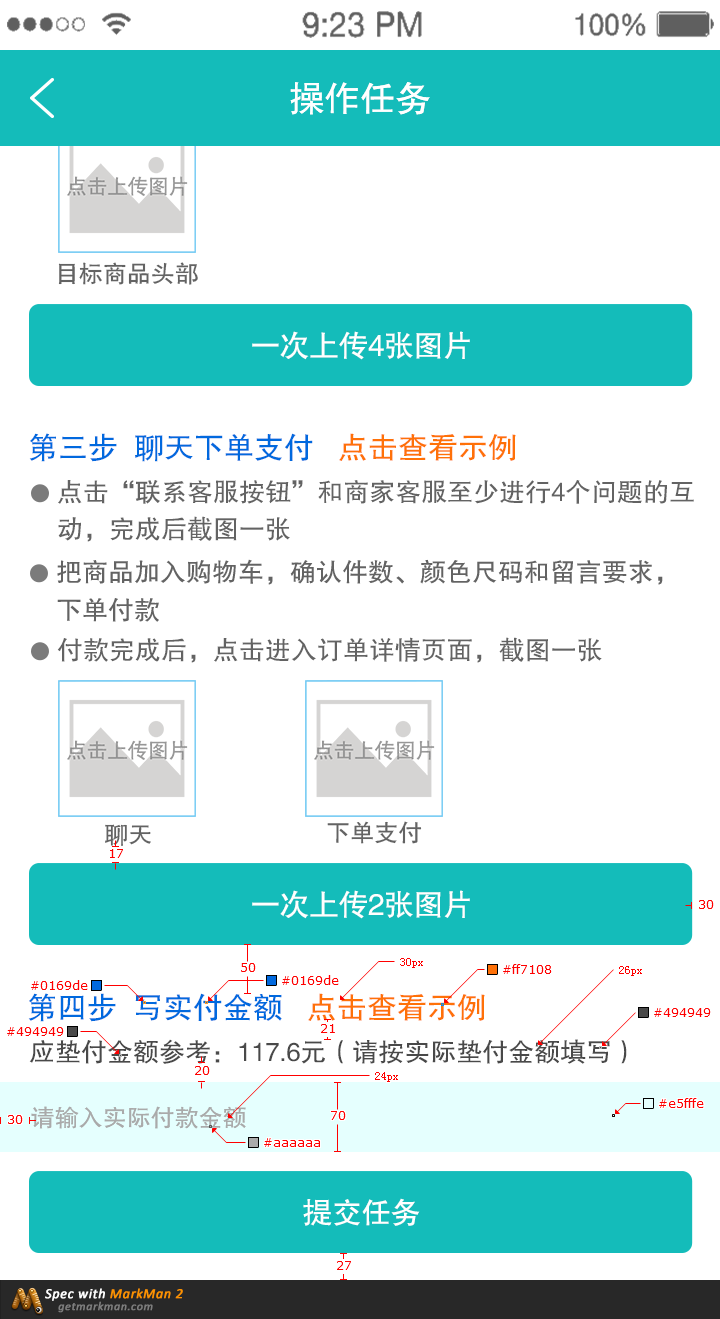 9:23 PM 100%
操作任务
点击上传图片
目标商品头部
一次上传4张图片
第三步 聊天下单支付 点击查看示例
点击“联系客服按钮”和商家客服至少进行4个问题的互
动，完成后截图一张
把商品加入购物车，确认件数、颜色尺码和留言要求，
下单付款
付款完成后，点击进入订单详情页面，截图一张
点击上传图片 点击上传图片
聊天 下单支付
17
一次上传2张图片
30
50
30px
#ff7108
26px
#0169de
#0169de
第四步 写实付金额 点击查看示例
#494949
21
#494949
应垫付金额参考：117.6元（请按实际垫付金额填写）
20
24px
#e5fffe
30
请输入实际付款金额
70
#aaaaaa
提交任务
27
Spec with MarkMan 2
getmarkman.com